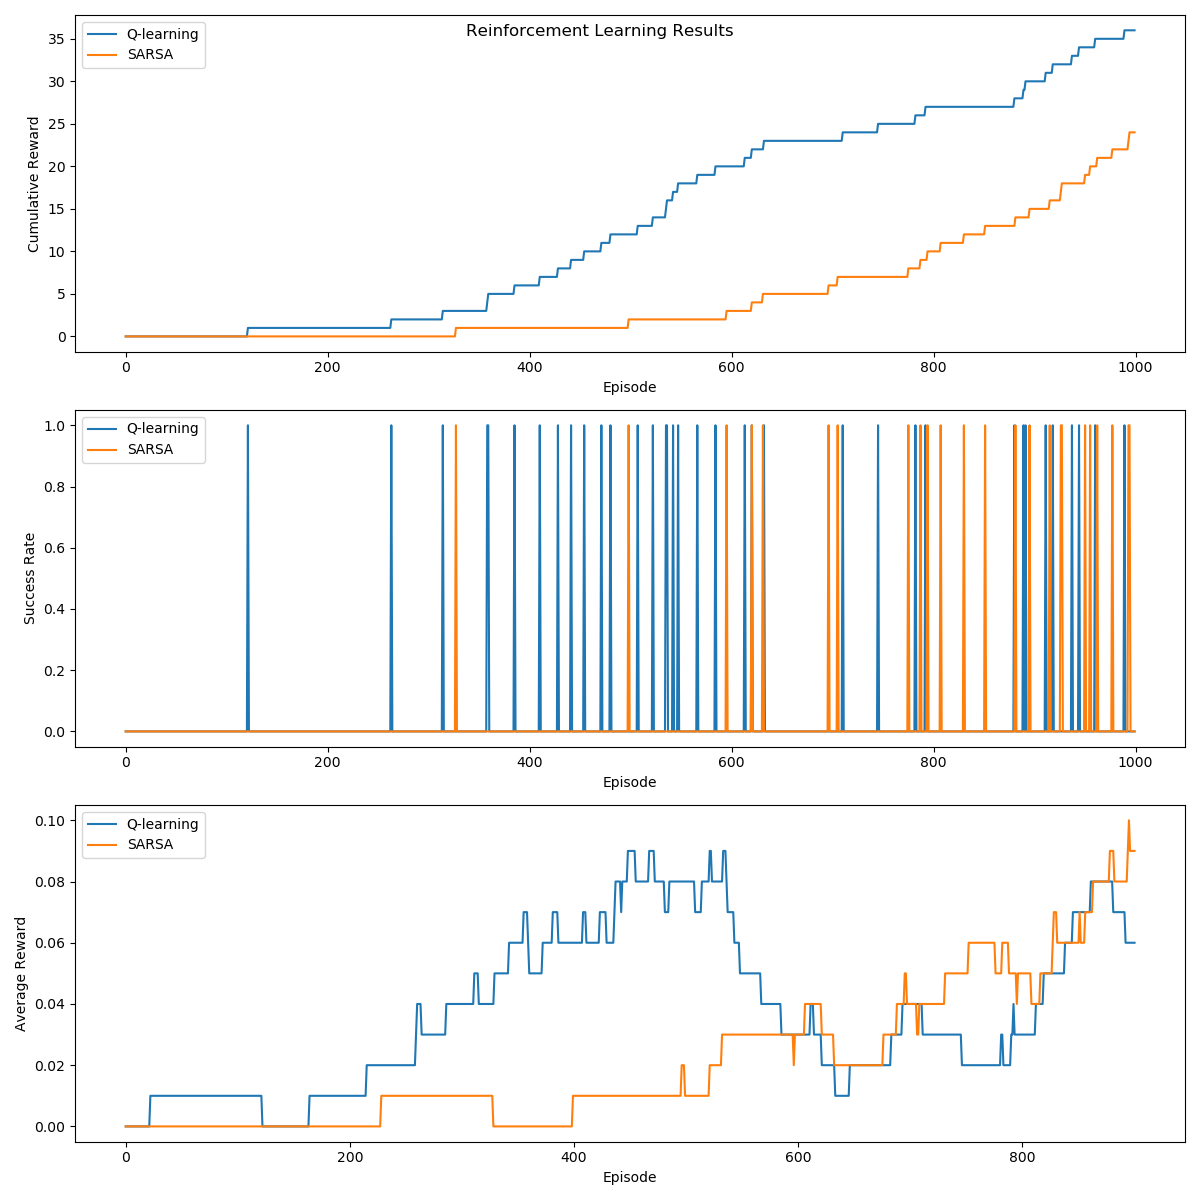 Reinforcement Learning Results
Q-learning
SARSA
Cumulative Reward
35
30
25
20
15
10
5
0
0 200 400 600 800 1000
Episode
Q-learning
SARSA
Success Rate
1.0
0.8
0.6
0.4
0.2
0.0
0 200 400 600 800 1000
Episode
Q-learning
SARSA
Average Reward
0.10
0.08
0.06
0.04
0.02
0.00
0 200 400 600 800
Episode